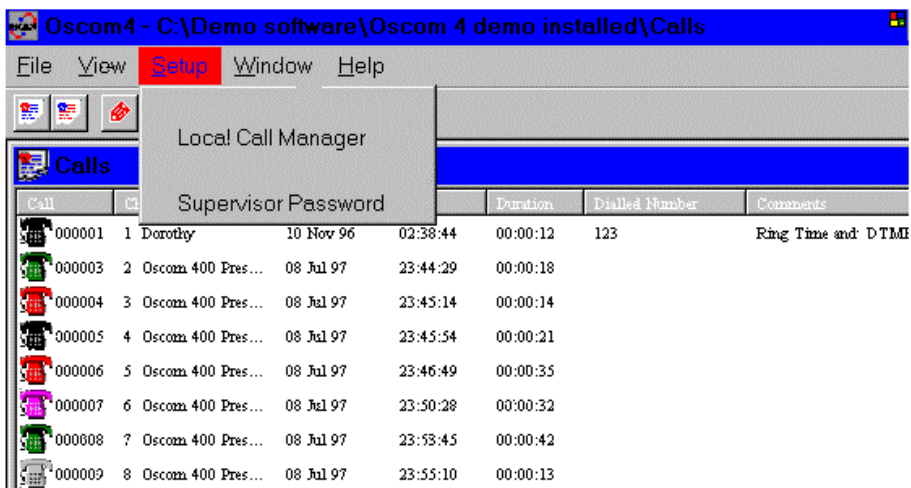 Oscom4 - C:\Demo software\Oscom 4 demo installed\Calls
File View Setup Window Help
Local Call Manager
Supervisor Password
Calls
Call Duration Dialled Number Comments
000001 1 Dorothy 10 Nov 96 02:38:44 00:00:12 123 Ring Time and DTMF
000003 2 Oscom 400 Pres... 08 Jul 97 23:44:29 00:00:18
000004 3 Oscom 400 Pres... 08 Jul 97 23:45:14 00:00:14
000005 4 Oscom 400 Pres... 08 Jul 97 23:45:54 00:00:21
000006 5 Oscom 400 Pres... 08 Jul 97 23:46:49 00:00:35
000007 6 Oscom 400 Pres... 08 Jul 97 23:50:28 00:00:32
000008 7 Oscom 400 Pres... 08 Jul 97 23:53:45 00:00:42
000009 8 Oscom 400 Pres... 08 Jul 97 23:55:10 00:00:13